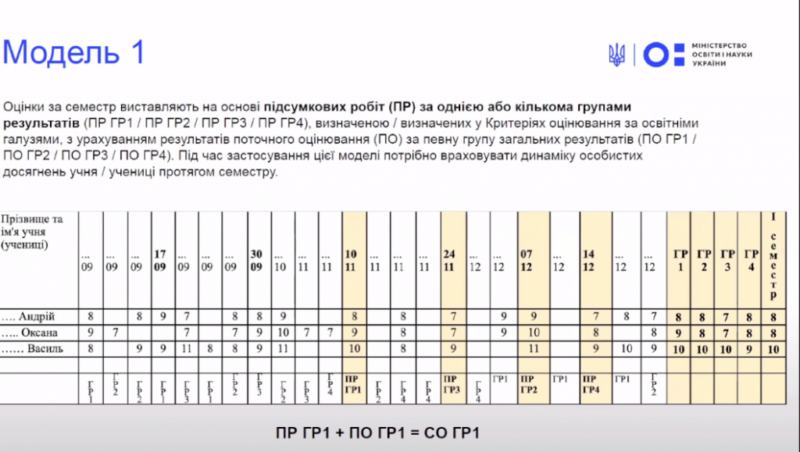 Модель 1
МІНІСТЕРСТВО
ОСВІТИ І НАУКИ
УКРАЇНИ
Оцінки за семестр виставляють на основі підсумкових робіт (ПР) за однією або кількома групами
результатів (ПР ГР1 / ПР ГР2 / ПР ГР3 / ПР ГР4), визначеною / визначених у Критеріях оцінювання за освітніми
галузями, з урахуванням результатів поточного оцінювання (ПО) за певну групу загальних результатів (ПО ГР1 /
ПО ГР2 / ПО ГР3 / ПО ГР4). Під час застосування цієї моделі потрібно враховувати динаміку особистих
досягнень учня / учениці протягом семестру.
Прізвище та ім'я учня (учениці) ... 09 ... 09 ... 09 17 09 ... 09 ... 09 ... 09 30 09 ... 10 ... 11 ... 11 10 11 ... 11 ... 11 ... 11 24 11 ... 12 ... 12 07 12 ... 12 14 12 ... 12 ... 12 ГР 1 ГР 2 ГР 3 ГР 4 І семестр
.... Андрій 8 8 9 7 8 8 9 8 8 7 9 9 7 8 7 8 8 7 8 8
..... Оксана 9 7 7 7 9 10 7 7 9 8 7 9 10 8 8 9 8 7 8 8
...... Василь 8 9 9 11 8 8 9 11 10 8 9 11 9 10 9 10 10 10 9 10
ГР1 ГР2 ГР2 ГР1 ГР1 ГР1 ГР2 ГР3 ГР2 ГР3 ГР4 ПР ГР1 ГР2 ГР4 ГР4 ПР ГР3 ГР4 ГР1 ПР ГР2 ГР1 ПР ГР4 ГР1 ГР2
ПР ГР1 + ПО ГР1 = СО ГР1